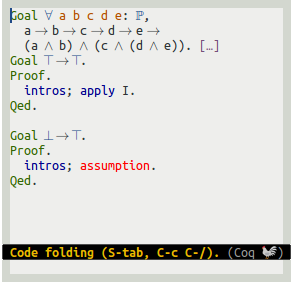 Goal ∀ a b c d e: ℙ,
a → b → c → d → e →
(a ∧ b) ∧ (c ∧ (d ∧ e)). […]
Goal ⊤→⊤.
Proof.
intros; apply I.
Qed.
Goal ⊥→⊤.
Proof.
intros; assumption.
Qed.
Code folding (S-tab, C-c C-/). (Coq 🐓)